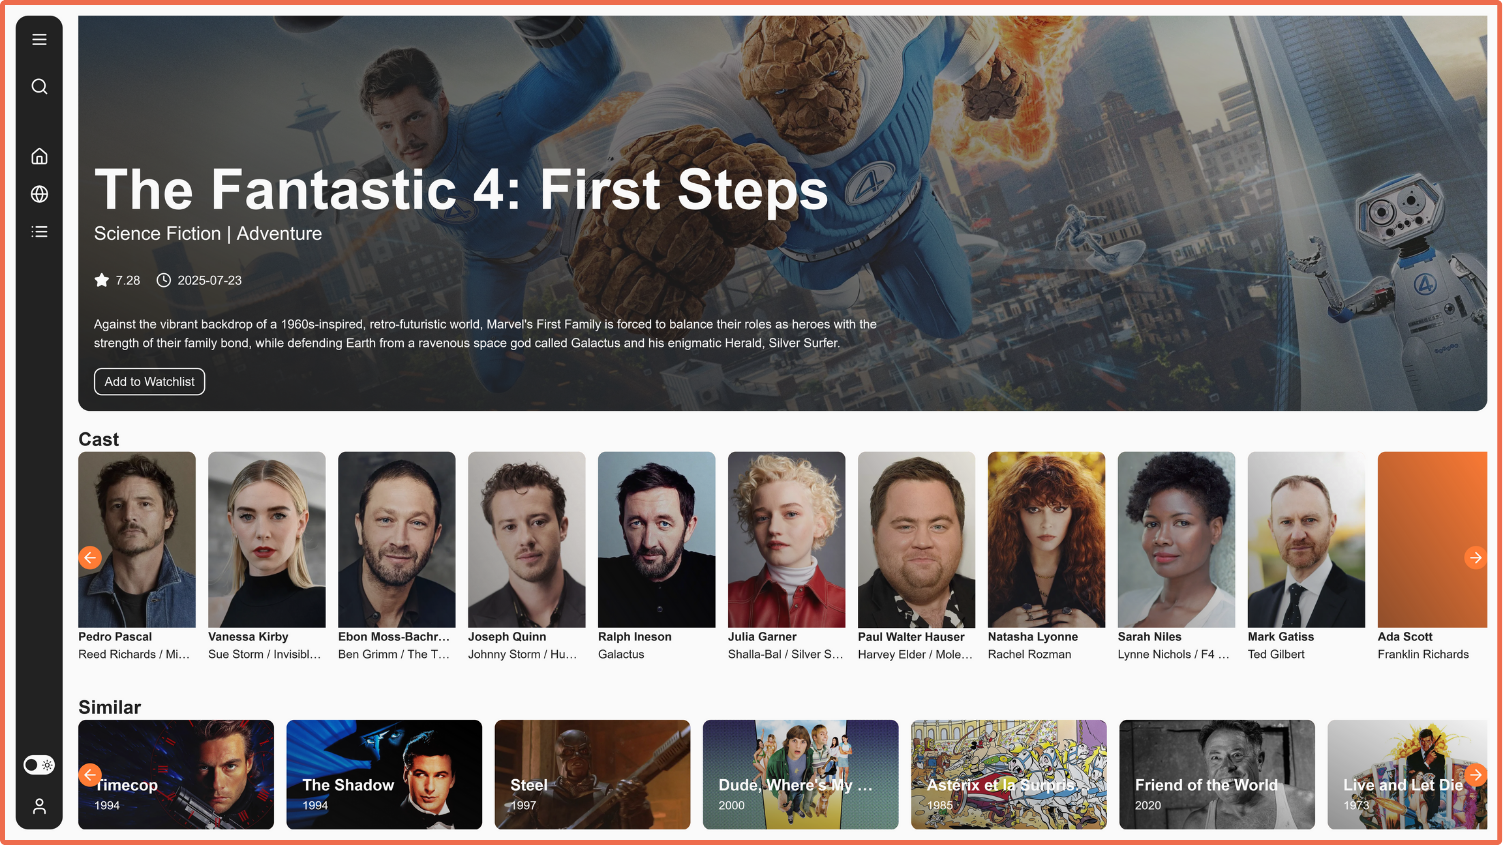 The Fantastic 4: First Steps
Science Fiction | Adventure
7.28 2025-07-23
Against the vibrant backdrop of a 1960s-inspired, retro-futuristic world, Marvel's First Family is forced to balance their roles as heroes with the
strength of their family bond, while defending Earth from a ravenous space god called Galactus and his enigmatic Herald, Silver Surfer.
Add to Watchlist
4
4
4
Cast
Pedro Pascal
Reed Richards / Mi…
Vanessa Kirby
Sue Storm / Invisibl…
Ebon Moss-Bachr…
Ben Grimm / The T…
Joseph Quinn
Johnny Storm / Hu…
Ralph Ineson
Galactus
Julia Garner
Shalla-Bal / Silver S…
Paul Walter Hauser
Harvey Elder / Mole…
Natasha Lyonne
Rachel Rozman
Sarah Niles
Lynne Nichols / F4 …
Mark Gatiss
Ted Gilbert
Ada Scott
Franklin Richards
Similar
Timecop
1994
The Shadow
1994
Steel
1997
Dude, Where's My …
2000
Astérix et la Surpris…
1985
Friend of the World
2020
Live and Let Die
1973